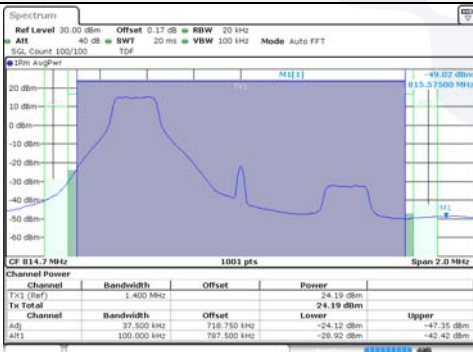 Spectrum
Ref Level 30.00 dBm Offset 0.17 dB RBW 20 kHz
Att 40 dB SWT 20 ms VBW 100 kHz Mode Auto FFT
SGL Count 100/100 TDF
1Rm AvgPwr
M1[1] -49.02 dBm
815.57500 MHz
TX1
20 dBm
10 dBm
0 dBm
-10 dBm
-20 dBm
-30 dBm
-40 dBm
-50 dBm
-60 dBm
M1
CF 814.7 MHz 1001 pts Span 2.0 MHz
Channel Power
Channel Bandwidth Offset Power
TX1 (Ref) 1.400 MHz 24.19 dBm
Tx Total 24.19 dBm
Channel Bandwidth Offset Lower Upper
Adj 37.500 kHz 718.750 kHz -24.12 dBm -47.35 dBm
Alt1 100.000 kHz 787.500 kHz -28.92 dBm -42.42 dBm